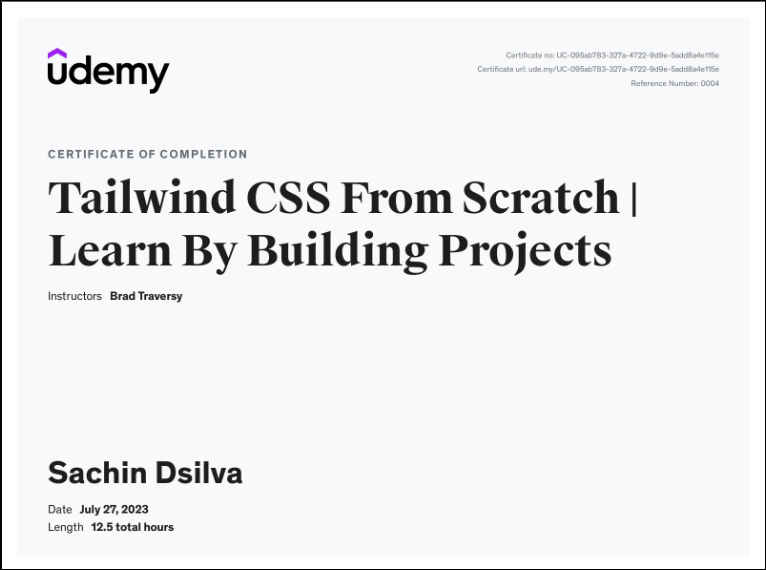 udemy
Certificate no: UC-095ab783-327a-4722-9d9e-5add8a4e115e
Certificate url: ude.my/UC-095ab783-327a-4722-9d9e-5add8a4e115e
Reference Number: 0004
CERTIFICATE OF COMPLETION
Tailwind CSS From Scratch |
Learn By Building Projects
Instructors Brad Traversy
Sachin Dsilva
Date July 27, 2023
Length 12.5 total hours